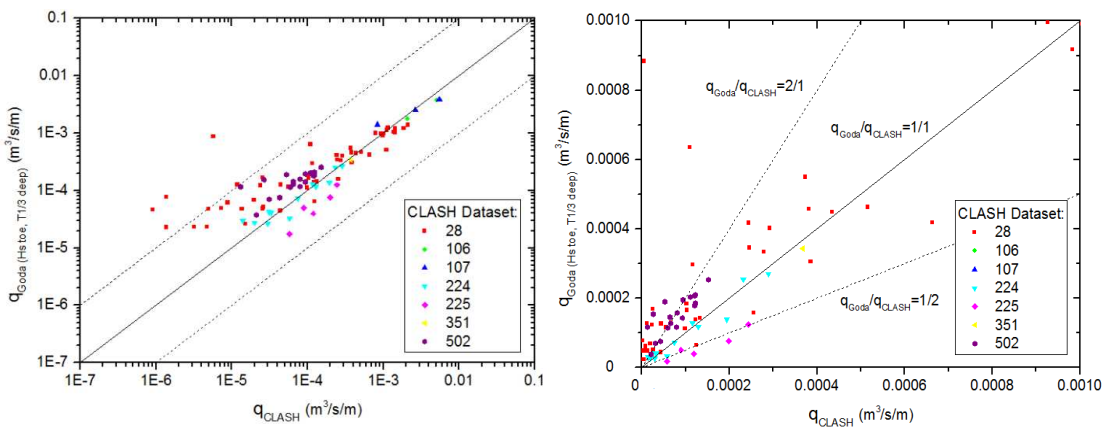 q_Goda (Hs toe, T1/3 deep) (m³/s/m)
0.1
0.01
1E-3
1E-4
1E-5
1E-6
1E-7
1E-7 1E-6 1E-5 1E-4 1E-3 0.01 0.1
q_CLASH (m³/s/m)
CLASH Dataset:
28
106
107
224
225
351
502
q_Goda (Hs toe, T1/3 deep) (m³/s/m)
0.0010
0.0008
0.0006
0.0004
0.0002
0
0 0.0002 0.0004 0.0006 0.0008 0.0010
q_CLASH (m³/s/m)
q_Goda/q_CLASH=2/1
q_Goda/q_CLASH=1/1
q_Goda/q_CLASH=1/2
CLASH Dataset:
28
106
107
224
225
351
502